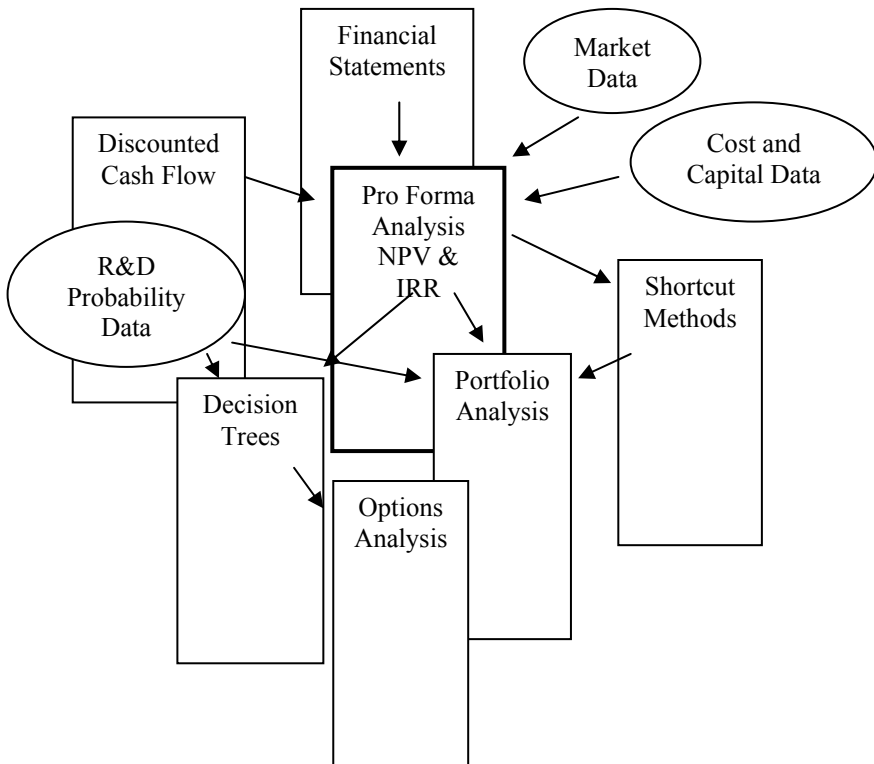 Financial
Statements
Market
Data
Discounted
Cash Flow
Cost and
Capital Data
Pro Forma
Analysis
NPV &
IRR
R&D
Probability
Data
Shortcut
Methods
Decision
Trees
Portfolio
Analysis
Options
Analysis